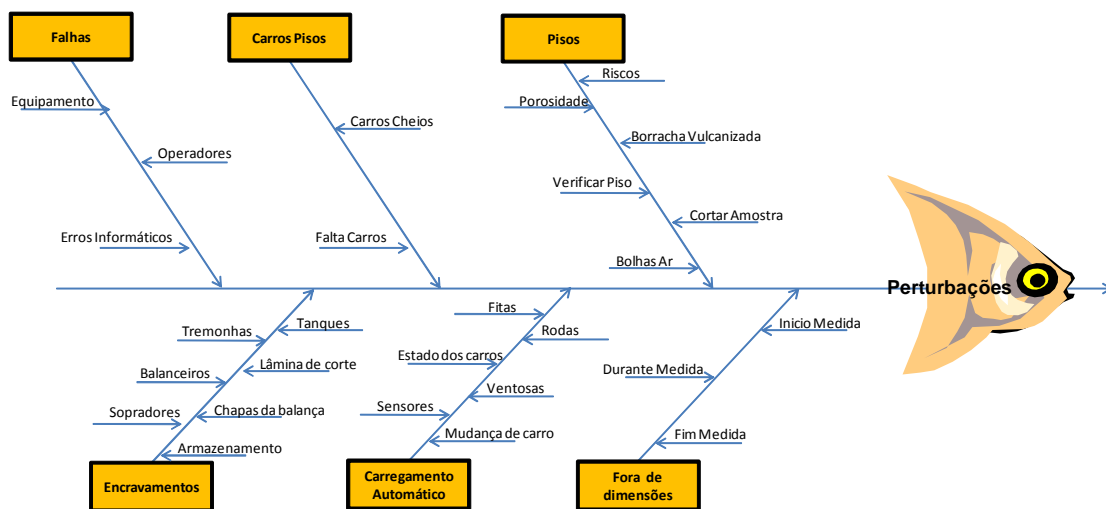 Falhas
Carros Pisos
Pisos
Riscos
Equipamento
Porosidade
Carros Cheios
Borracha Vulcanizada
Operadores
Verificar Piso
Cortar Amostra
Erros Informáticos
Falta Carros
Bolhas Ar
Perturbações
Fitas
Tanques
Inicio Medida
Tremonhas
Rodas
Estado dos carros
Lâmina de corte
Durante Medida
Balanceiros
Ventosas
Sensores
Sopradores
Chapas da balança
Mudança de carro
Fim Medida
Armazenamento
Encravamentos
Carregamento
Automático
Fora de
dimensões